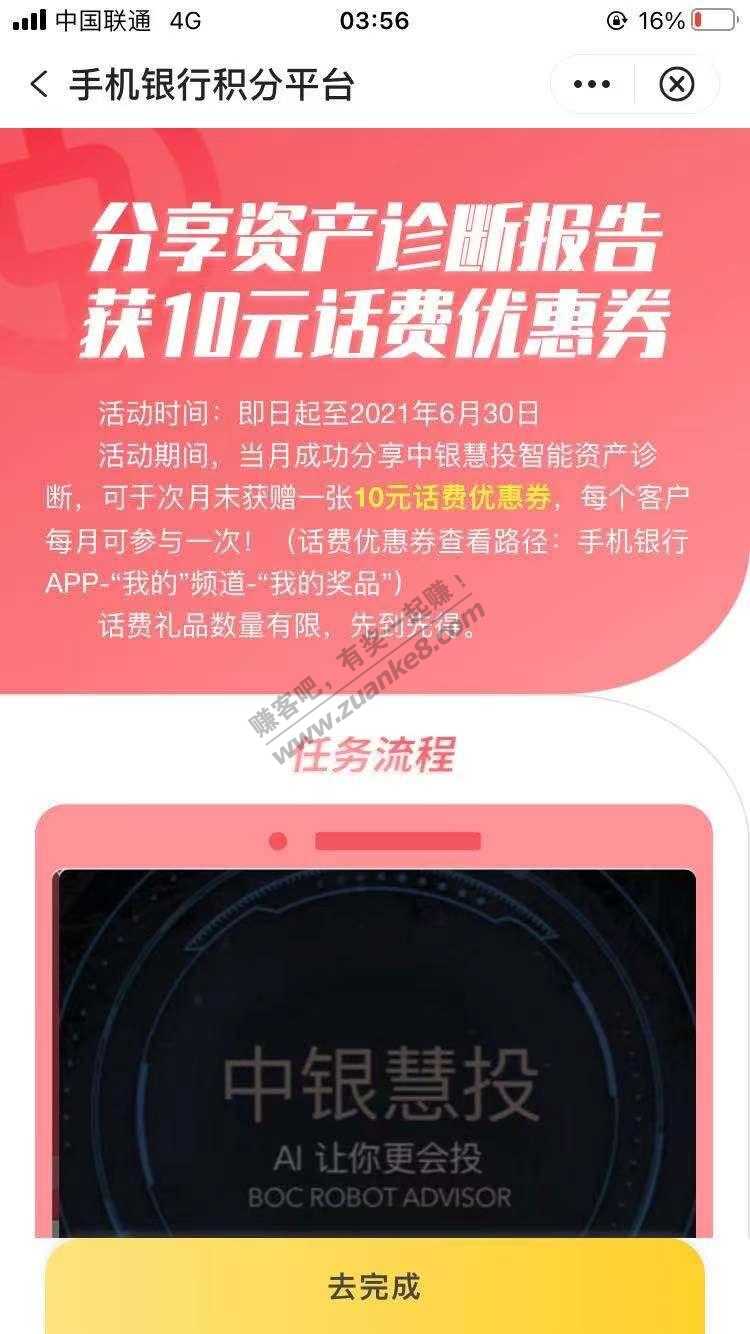 中国联通 4G 03:56 16%
手机银行积分平台
分享资产诊断报告
获10元话费优惠券
活动时间：即日起至2021年6月30日
活动期间，当月成功分享中银慧投智能资产诊
断，可于次月末获赠一张10元话费优惠券，每个客户
每月可参与一次！（话费优惠券查看路径：手机银行
APP-“我的”频道-“我的奖品”）
话费礼品数量有限，先到先得。
赚客吧，有奖一起赚！
www.zuanke8.com
任务流程
中银慧投
AI 让你更会投
BOC ROBOT ADVISOR
去完成